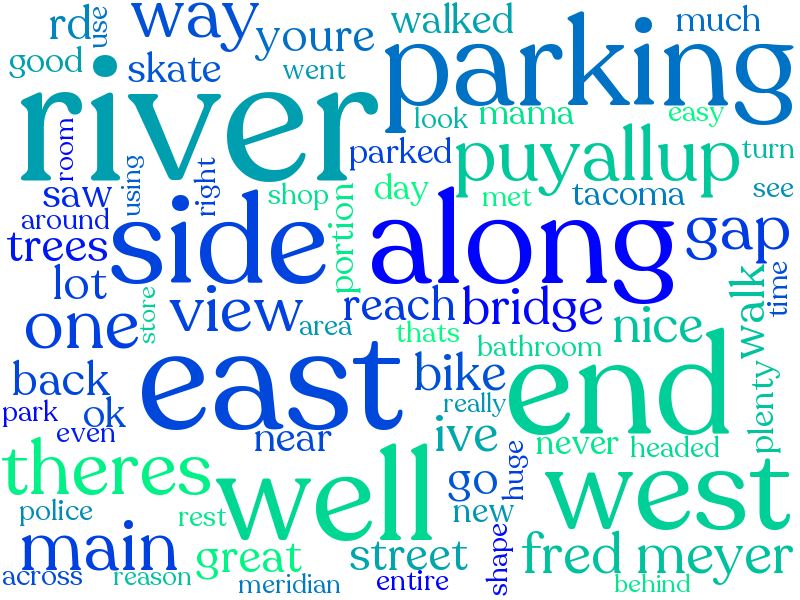 rd
use
way
youre
walked
much
good
skate
went
parking
river
look
mama
easy
room
parked
puyallup
turn
using
right
saw
shop
portion
day
met
tacoma
see
around
trees
side
along
gap
lot
view
reach
bridge
time
one
store
area
thats
nice
walk
bathroom
back
east
bike
end
plenty
park
ok
really
even
near
ive
never
headed
theres
well
go
huge
west
police
rest
new
main
great
street
shape
fred meyer
across
reason
meridian
entire
behind